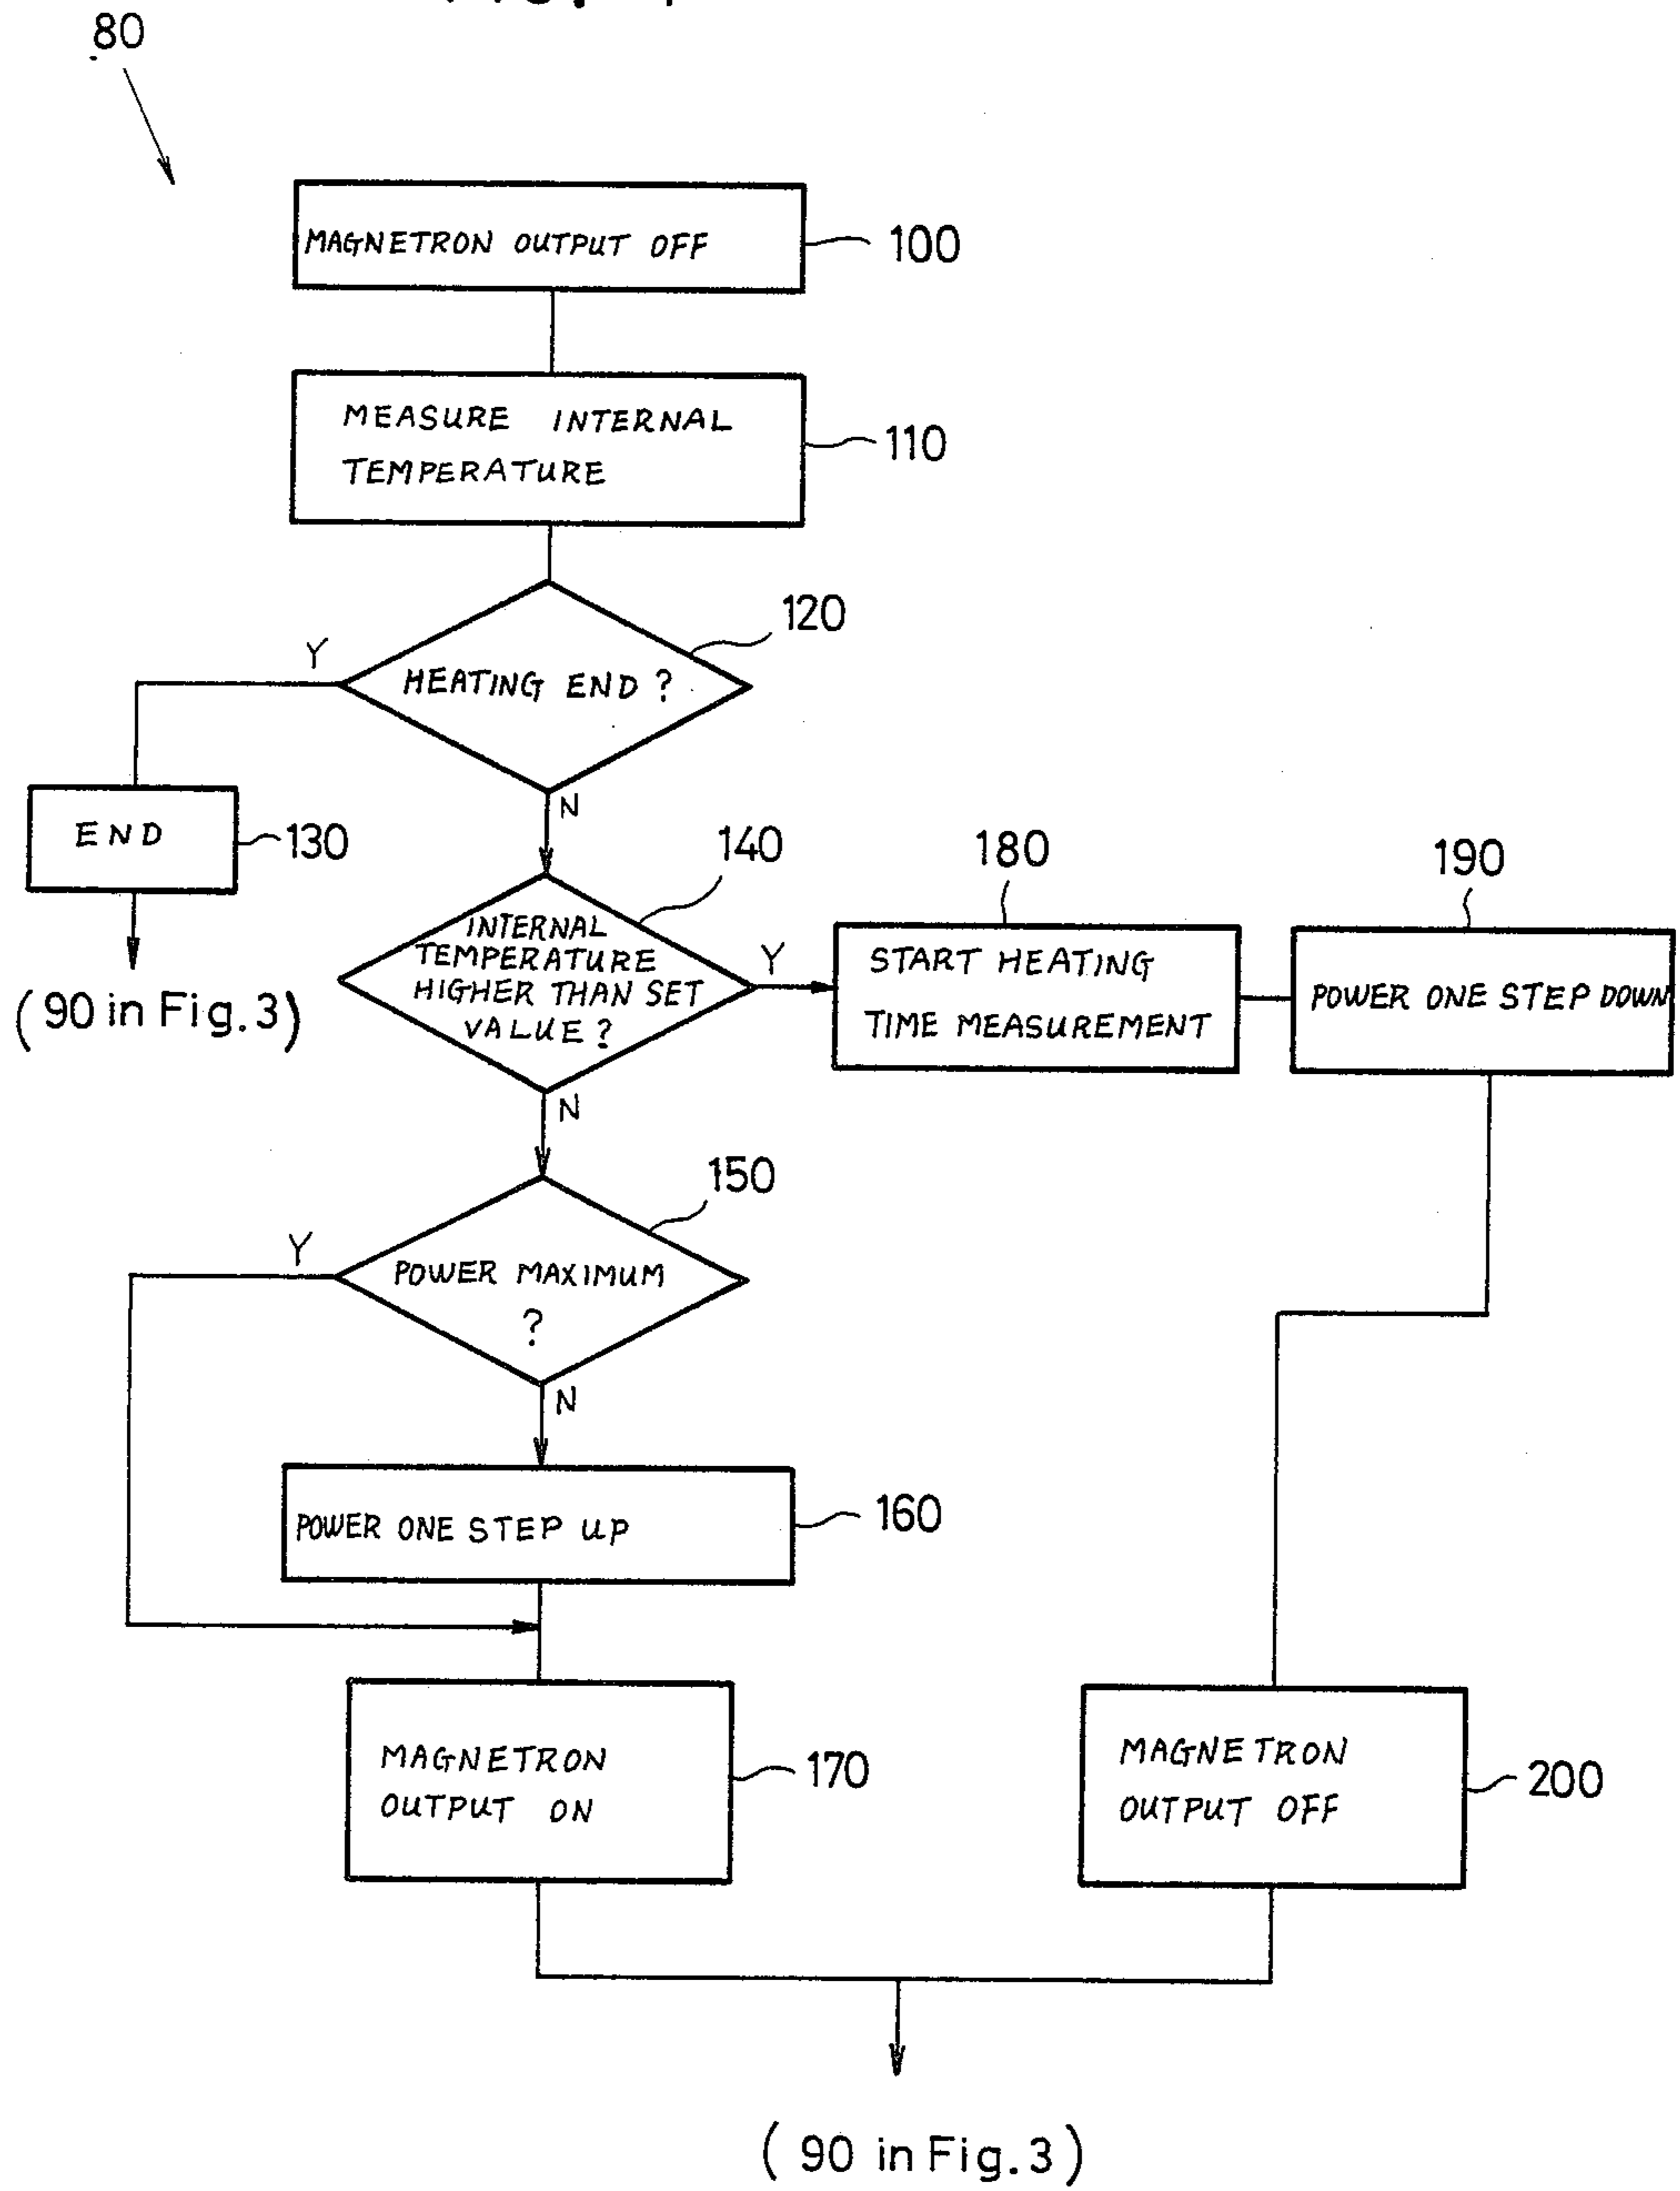 80
MAGNETRON OUTPUT OFF
100
MEASURE INTERNAL
TEMPERATURE
110
120
Y
HEATING END ?
N
END
130
(90 in Fig. 3)
140
INTERNAL
TEMPERATURE
HIGHER THAN SET
VALUE ?
Y
N
180
START HEATING
TIME MEASUREMENT
190
POWER ONE STEP DOWN
150
Y
POWER MAXIMUM
?
N
POWER ONE STEP UP
160
MAGNETRON
OUTPUT ON
170
MAGNETRON
OUTPUT OFF
200
(90 in Fig. 3)